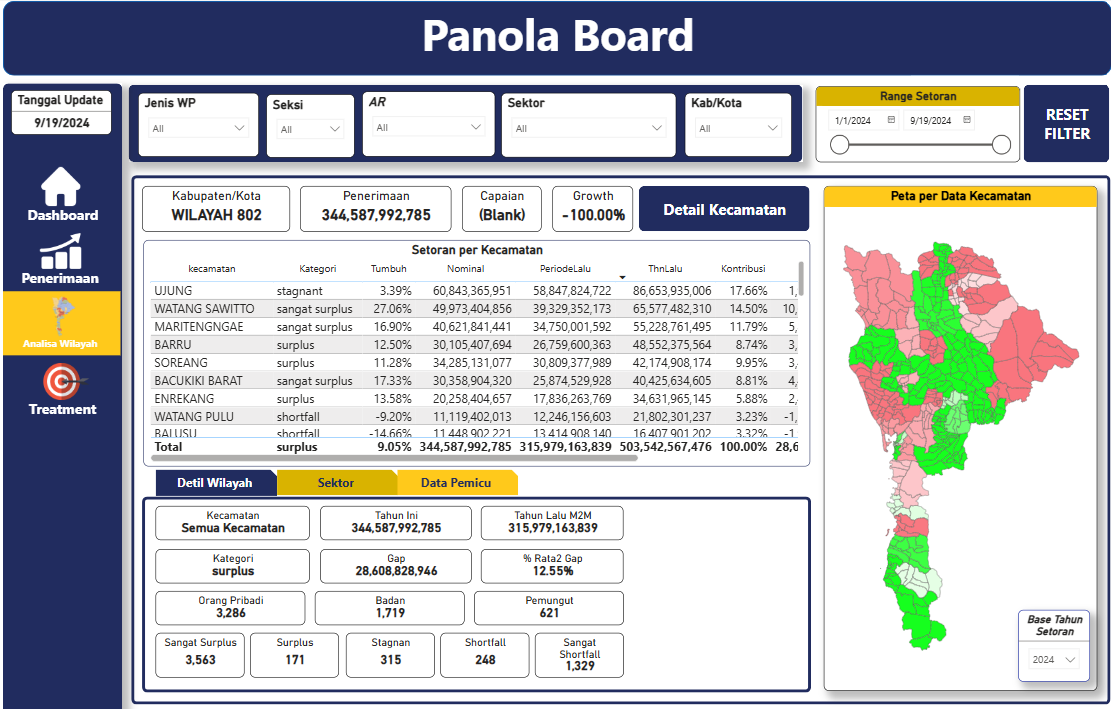 Panola Board
Tanggal Update
9/19/2024
Dashboard
Penerimaan
Analisa Wilayah
Treatment
Jenis WP
All
Seksi
All
AR
All
Sektor
All
Kab/Kota
All
Range Setoran
1/1/2024 9/19/2024
RESET
FILTER
Kabupaten/Kota
WILAYAH 802
Penerimaan
344,587,992,785
Capaian
(Blank)
Growth
-100.00%
Detail Kecamatan
Setoran per Kecamatan
kecamatan Kategori Tumbuh Nominal PeriodeLalu ThnLalu Kontribusi
UJUNG stagnant 3.39% 60,843,365,951 58,847,824,722 86,653,935,006 17.66% 1,
WATANG SAWITTO sangat surplus 27.06% 49,973,404,856 39,329,352,173 65,577,482,310 14.50% 10,
MARITENGNGAE sangat surplus 16.90% 40,621,841,441 34,750,001,592 55,228,761,495 11.79% 5,
BARRU surplus 12.50% 30,105,407,694 26,759,600,363 48,552,375,564 8.74% 3,
SOREANG surplus 11.28% 34,285,131,077 30,809,377,989 42,174,908,174 9.95% 3,
BACUKIKI BARAT sangat surplus 17.33% 30,358,904,320 25,874,529,928 40,425,634,605 8.81% 4,
ENREKANG surplus 13.58% 20,258,404,657 17,836,263,769 34,631,965,145 5.88% 2,
WATANG PULU shortfall -9.20% 11,119,402,013 12,246,156,603 21,802,301,237 3.23% -1,
BALUSU shortfall -14.66% 11,448,902,221 13,414,908,140 16,407,901,202 3.32% -1
Total surplus 9.05% 344,587,992,785 315,979,163,839 503,542,567,476 100.00% 28,6
Detil Wilayah
Sektor
Data Pemicu
Kecamatan
Semua Kecamatan
Tahun Ini
344,587,992,785
Tahun Lalu M2M
315,979,163,839
Kategori
surplus
Gap
28,608,828,946
% Rata2 Gap
12.55%
Orang Pribadi
3,286
Badan
1,719
Pemungut
621
Sangat Surplus
3,563
Surplus
171
Stagnan
315
Shortfall
248
Sangat
Shortfall
1,329
Peta per Data Kecamatan
Base Tahun
Setoran
2024